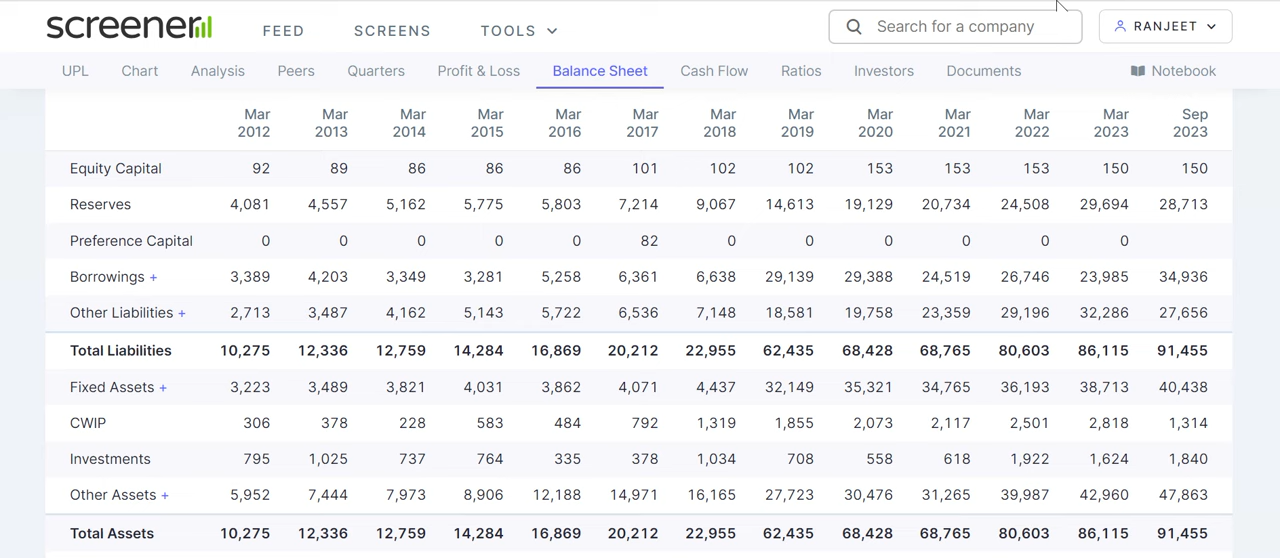 screener FEED SCREENS TOOLS Search for a company RANJEET
UPL Chart Analysis Peers Quarters Profit & Loss Balance Sheet Cash Flow Ratios Investors Documents Notebook
Mar Mar Mar Mar Mar Mar Mar Mar Mar Mar Mar Mar Sep
2012 2013 2014 2015 2016 2017 2018 2019 2020 2021 2022 2023 2023
Equity Capital 92 89 86 86 86 101 102 102 153 153 153 150 150
Reserves 4,081 4,557 5,162 5,775 5,803 7,214 9,067 14,613 19,129 20,734 24,508 29,694 28,713
Preference Capital 0 0 0 0 0 82 0 0 0 0 0 0
Borrowings + 3,389 4,203 3,349 3,281 5,258 6,361 6,638 29,139 29,388 24,519 26,746 23,985 34,936
Other Liabilities + 2,713 3,487 4,162 5,143 5,722 6,536 7,148 18,581 19,758 23,359 29,196 32,286 27,656
Total Liabilities 10,275 12,336 12,759 14,284 16,869 20,212 22,955 62,435 68,428 68,765 80,603 86,115 91,455
Fixed Assets + 3,223 3,489 3,821 4,031 3,862 4,071 4,437 32,149 35,321 34,765 36,193 38,713 40,438
CWIP 306 378 228 583 484 792 1,319 1,855 2,073 2,117 2,501 2,818 1,314
Investments 795 1,025 737 764 335 378 1,034 708 558 618 1,922 1,624 1,840
Other Assets + 5,952 7,444 7,973 8,906 12,188 14,971 16,165 27,723 30,476 31,265 39,987 42,960 47,863
Total Assets 10,275 12,336 12,759 14,284 16,869 20,212 22,955 62,435 68,428 68,765 80,603 86,115 91,455